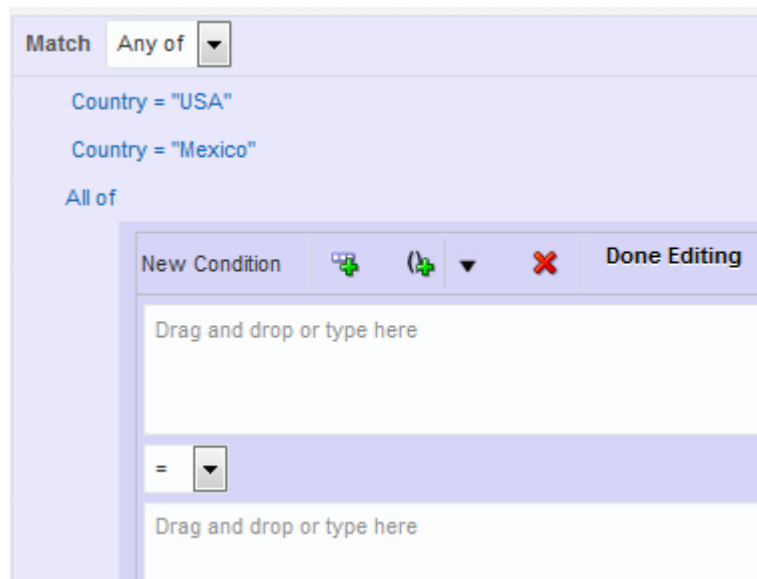 Match Any of
Country = "USA"
Country = "Mexico"
All of
New Condition Done Editing
Drag and drop or type here
=
Drag and drop or type here